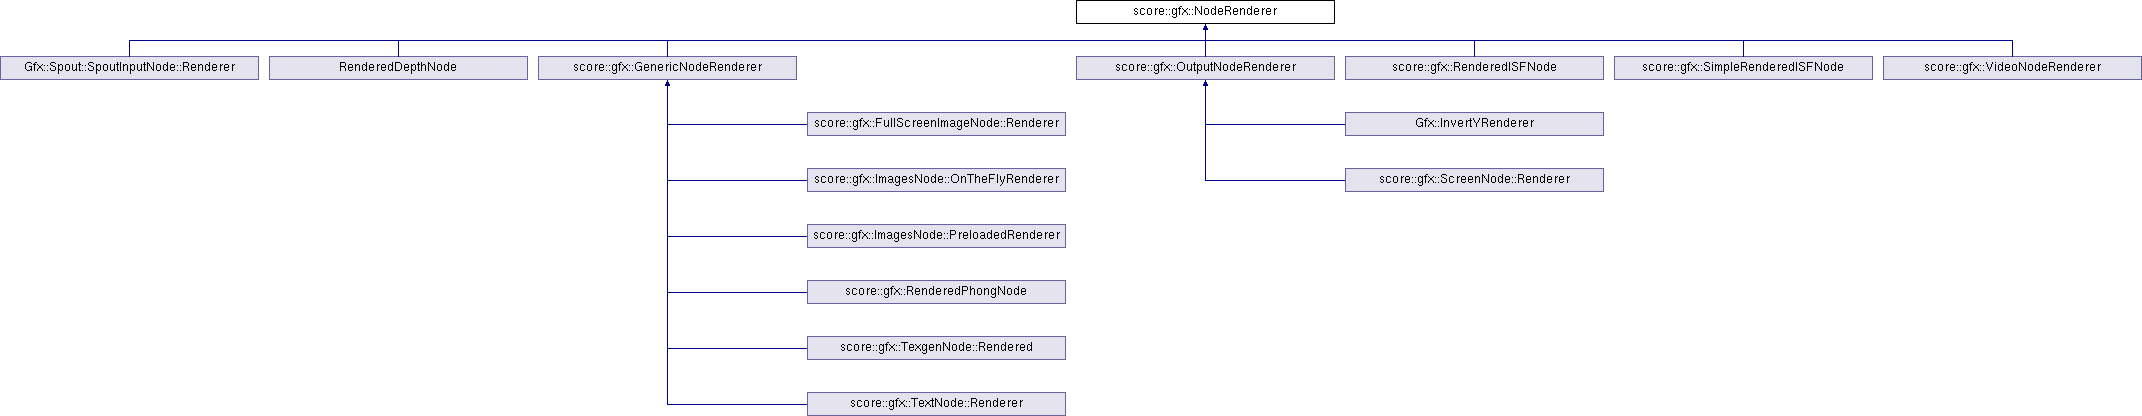 score::gfx::NodeRenderer
Gfx::Spout::SpoutInputNode::Renderer
RenderedDepthNode
score::gfx::GenericNodeRenderer
score::gfx::OutputNodeRenderer
score::gfx::RenderedISFNode
score::gfx::SimpleRenderedISFNode
score::gfx::VideoNodeRenderer
score::gfx::FullScreenImageNode::Renderer
Gfx::InvertYRenderer
score::gfx::ImagesNode::OnTheFlyRenderer
score::gfx::ScreenNode::Renderer
score::gfx::ImagesNode::PreloadedRenderer
score::gfx::RenderedPhongNode
score::gfx::TexgenNode::Rendered
score::gfx::TextNode::Renderer